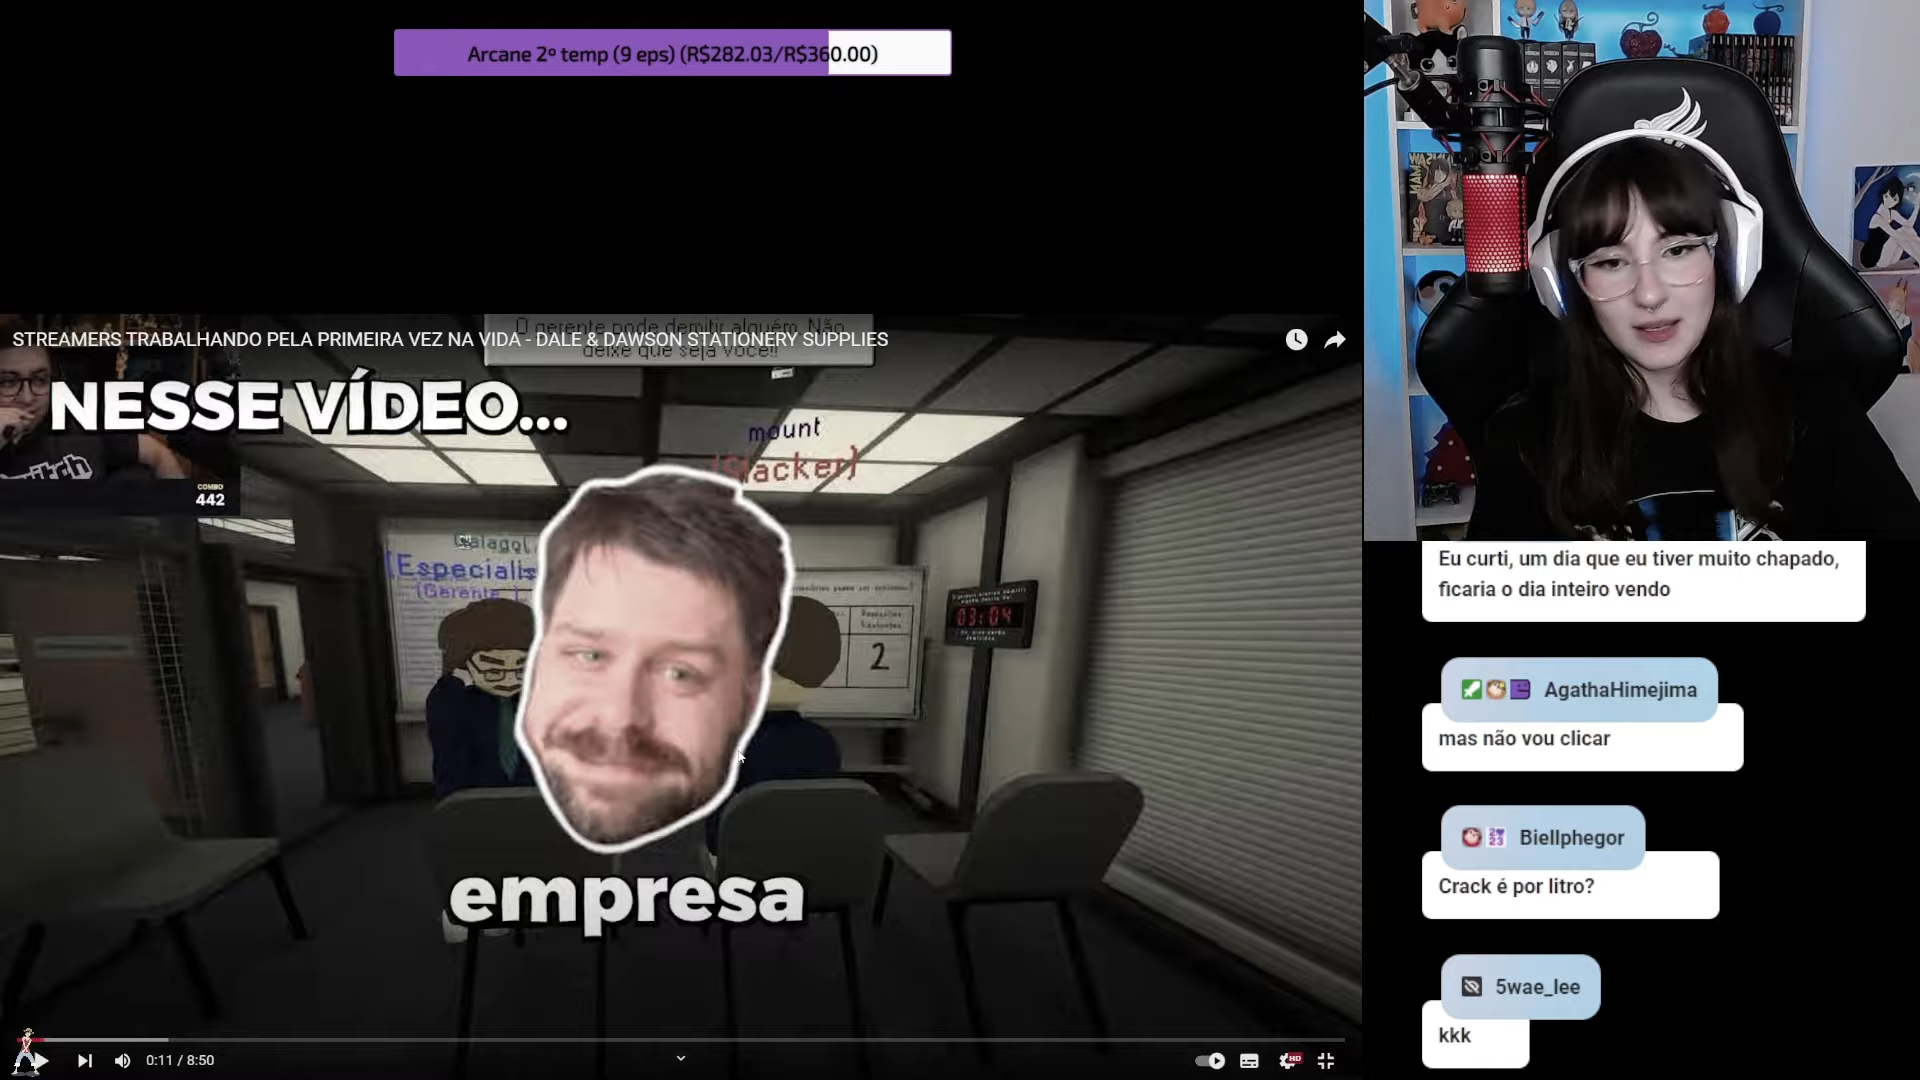 Arcane 2º temp (9 eps) (R$282.03/R$360.00)
O gerente pode demitir alguém. Não
deixe que seja você!!
STREAMERS TRABALHANDO PELA PRIMEIRA VEZ NA VIDA - DALE & DAWSON STATIONERY SUPPLIES
NESSE VÍDEO...
mount
(Slacker)
COMBO
442
(Especialis
(Gerente )
03:04
2
empresa
0:11 / 8:50
HD
Eu curti, um dia que eu tiver muito chapado,
ficaria o dia inteiro vendo
AgathaHimejima
mas não vou clicar
Biellphegor
Crack é por litro?
5wae_lee
kkk